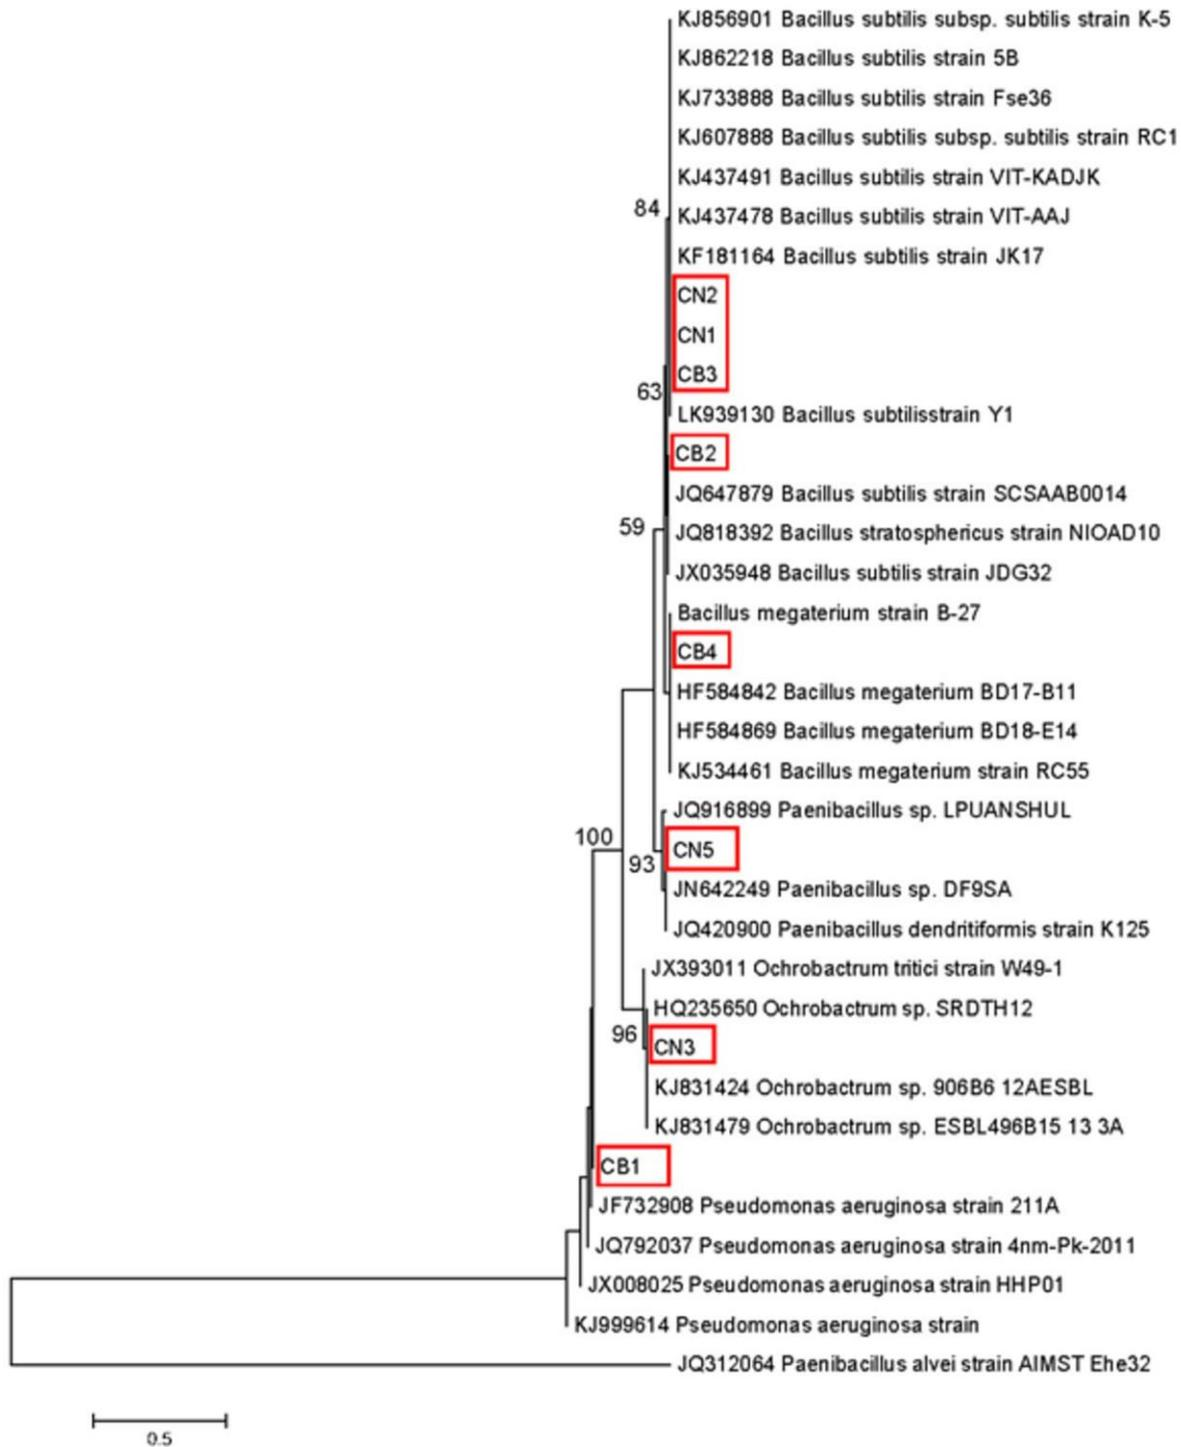 KJ856901 Bacillus subtilis subsp. subtilis strain K-5
KJ862218 Bacillus subtilis strain 5B
KJ733888 Bacillus subtilis strain Fse36
KJ607888 Bacillus subtilis subsp. subtilis strain RC1
KJ437491 Bacillus subtilis strain VIT-KADJK
84
KJ437478 Bacillus subtilis strain VIT-AAJ
KF181164 Bacillus subtilis strain JK17
CN2
CN1
CB3
63
LK939130 Bacillus subtilisstrain Y1
CB2
JQ647879 Bacillus subtilis strain SCSAAB0014
59
JQ818392 Bacillus stratosphericus strain NIOAD10
JX035948 Bacillus subtilis strain JDG32
Bacillus megaterium strain B-27
CB4
HF584842 Bacillus megaterium BD17-B11
HF584869 Bacillus megaterium BD18-E14
KJ534461 Bacillus megaterium strain RC55
JQ916899 Paenibacillus sp. LPUANSHUL
100
CN5
93
JN642249 Paenibacillus sp. DF9SA
JQ420900 Paenibacillus dendritiformis strain K125
JX393011 Ochrobactrum tritici strain W49-1
HQ235650 Ochrobactrum sp. SRDTH12
96
CN3
KJ831424 Ochrobactrum sp. 906B6 12AESBL
KJ831479 Ochrobactrum sp. ESBL496B15 13 3A
CB1
JF732908 Pseudomonas aeruginosa strain 211A
JQ792037 Pseudomonas aeruginosa strain 4nm-Pk-2011
JX008025 Pseudomonas aeruginosa strain HHP01
KJ999614 Pseudomonas aeruginosa strain
JQ312064 Paenibacillus alvei strain AIMST Ehe32
0.5